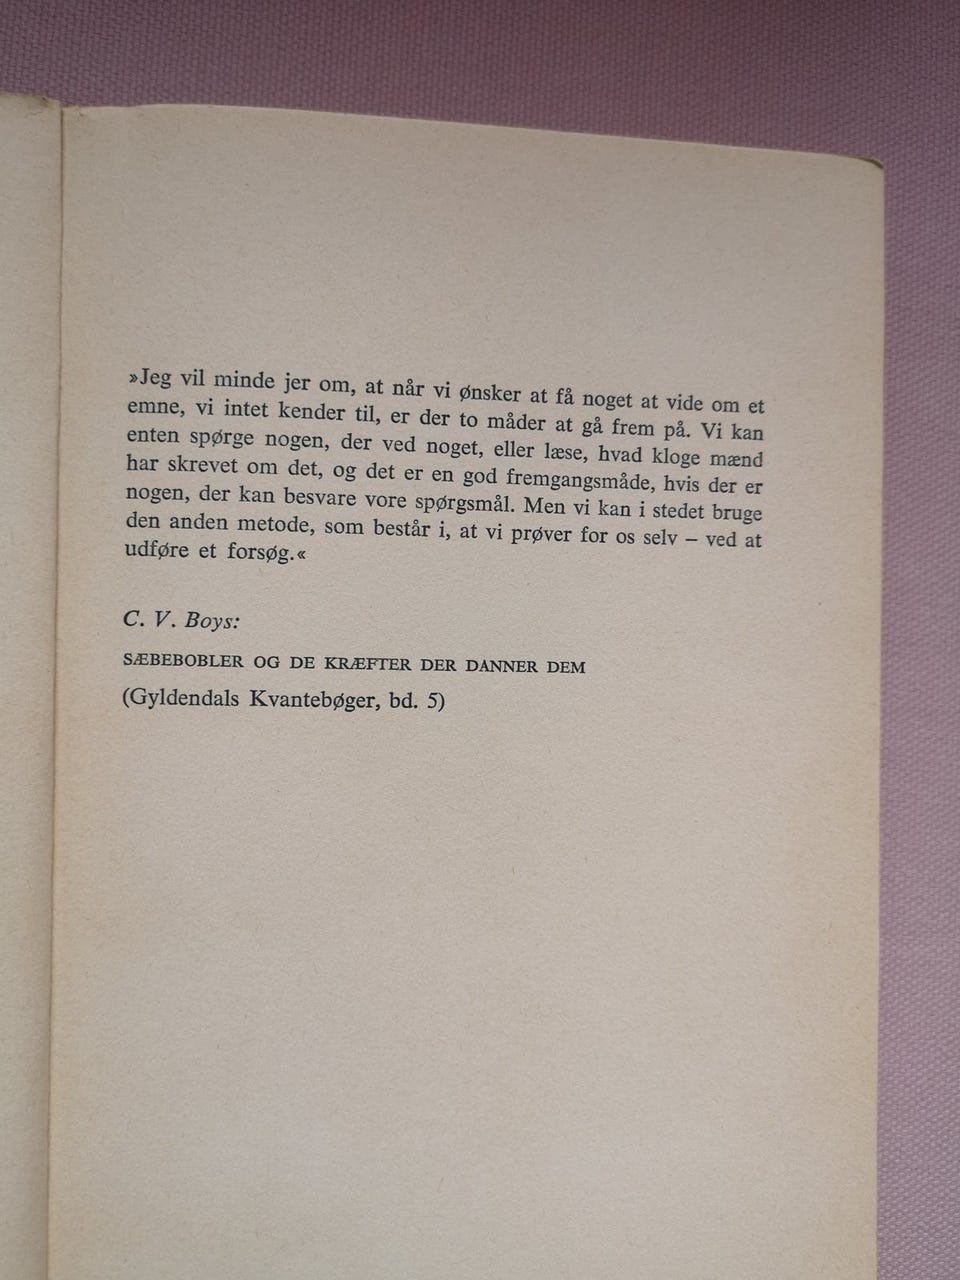 »Jeg vil minde jer om, at når vi ønsker at få noget at vide om et
emne, vi intet kender til, er der to måder at gå frem på. Vi kan
enten spørge nogen, der ved noget, eller læse, hvad kloge mænd
har skrevet om det, og det er en god fremgangsmåde, hvis der er
nogen, der kan besvare vore spørgsmål. Men vi kan i stedet bruge
den anden metode, som består i, at vi prøver for os selv – ved at
udføre et forsøg.«
C. V. Boys:
SÆBEBOBLER OG DE KRÆFTER DER DANNER DEM
(Gyldendals Kvantebøger, bd. 5)